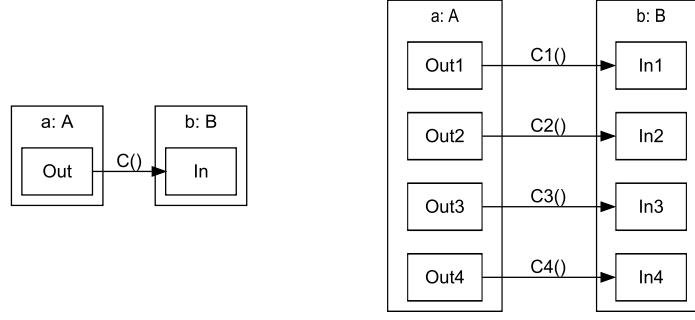 a: A
b: B
Out
C()
In
a: A
b: B
Out1
C1()
In1
Out2
C2()
In2
Out3
C3()
In3
Out4
C4()
In4